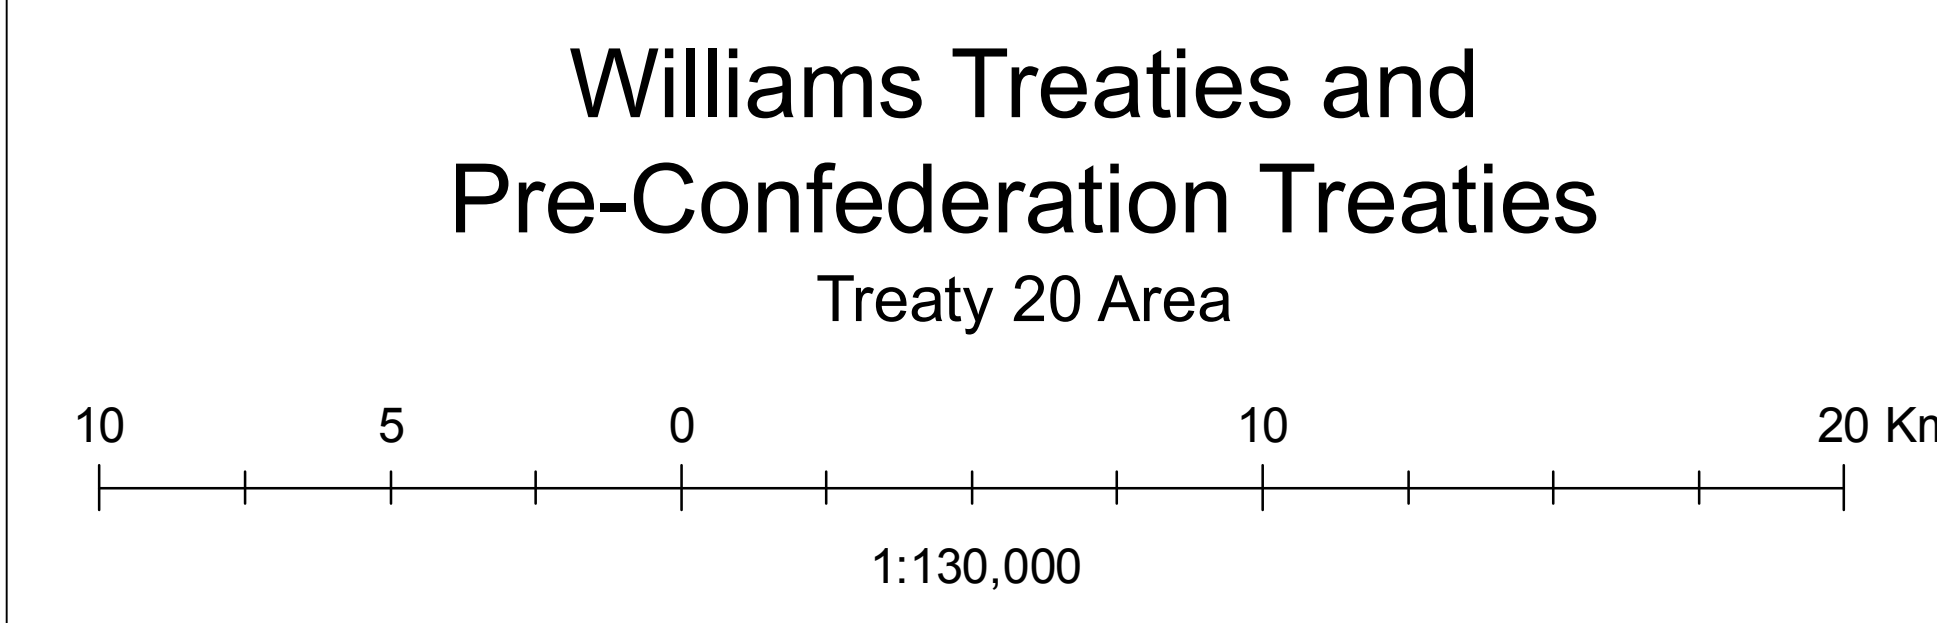 Williams Treaties and
Pre-Confederation Treaties
Treaty 20 Area
10 5 0 10 20
1:130,000